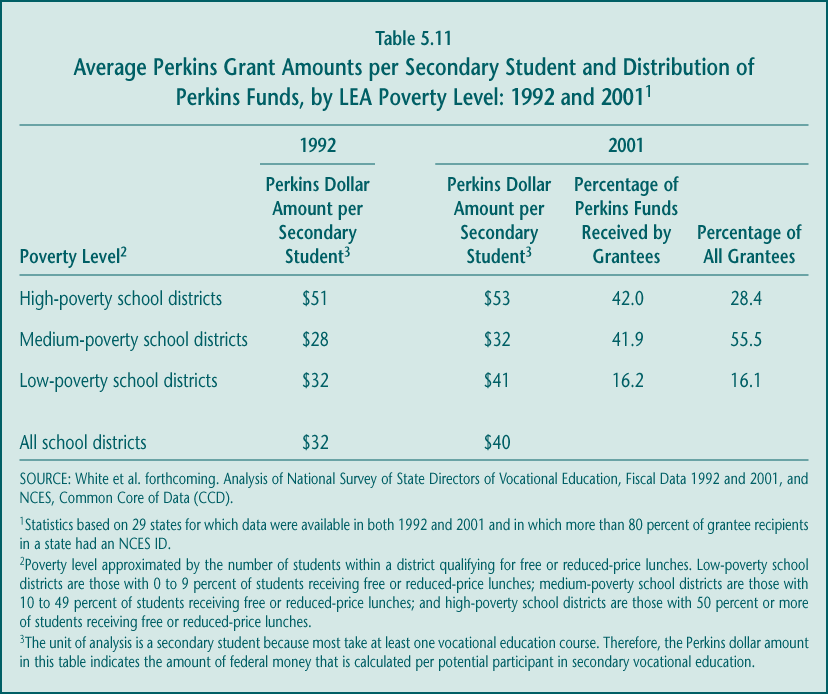 Table 5.11
Average Perkins Grant Amounts per Secondary Student and Distribution of
Perkins Funds, by LEA Poverty Level: 1992 and 2001¹
1992 2001
Perkins Dollar Perkins Dollar Percentage of
Amount per Amount per Perkins Funds
Secondary Secondary Received by Percentage of
Poverty Level² Student³ Student³ Grantees All Grantees
High-poverty school districts $51 $53 42.0 28.4
Medium-poverty school districts $28 $32 41.9 55.5
Low-poverty school districts $32 $41 16.2 16.1
All school districts $32 $40
SOURCE: White et al. forthcoming. Analysis of National Survey of State Directors of Vocational Education, Fiscal Data 1992 and 2001, and
NCES, Common Core of Data (CCD).
¹Statistics based on 29 states for which data were available in both 1992 and 2001 and in which more than 80 percent of grantee recipients
in a state had an NCES ID.
²Poverty level approximated by the number of students within a district qualifying for free or reduced-price lunches. Low-poverty school
districts are those with 0 to 9 percent of students receiving free or reduced-price lunches; medium-poverty school districts are those with
10 to 49 percent of students receiving free or reduced-price lunches; and high-poverty school districts are those with 50 percent or more
of students receiving free or reduced-price lunches.
³The unit of analysis is a secondary student because most take at least one vocational education course. Therefore, the Perkins dollar amount
in this table indicates the amount of federal money that is calculated per potential participant in secondary vocational education.